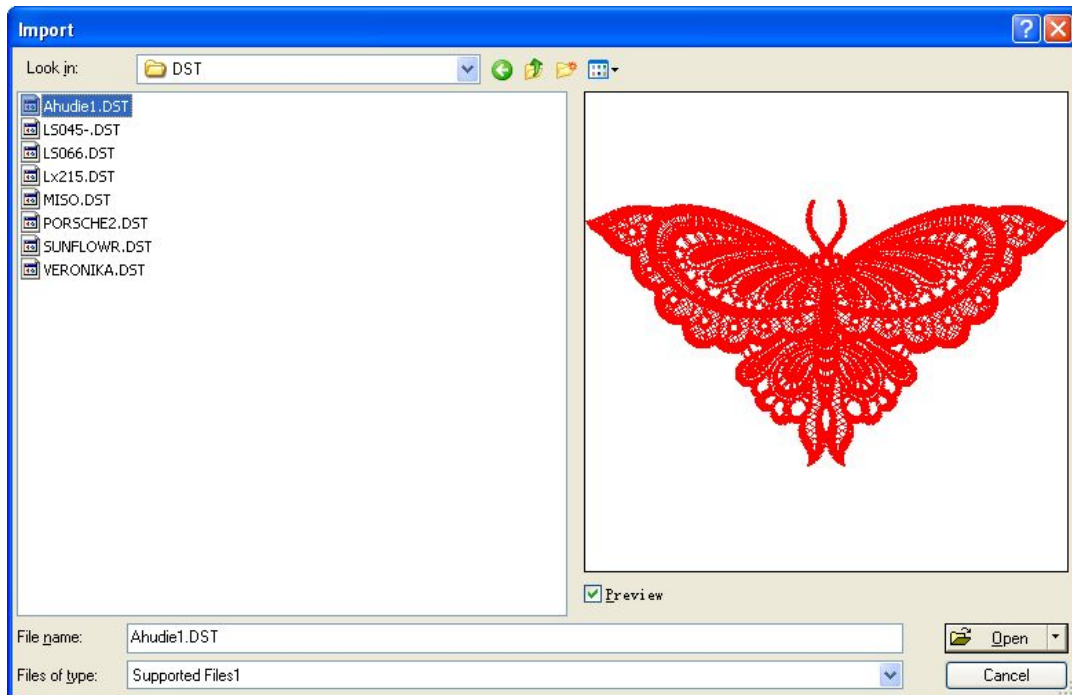 Import
Look in:
DST
Ahudie1.DST
LS045-.DST
LS066.DST
Lx215.DST
MISO.DST
PORSCHE2.DST
SUNFLOWR.DST
VERONIKA.DST
Preview
File name:
Ahudie1.DST
Open
Files of type:
Supported Files1
Cancel